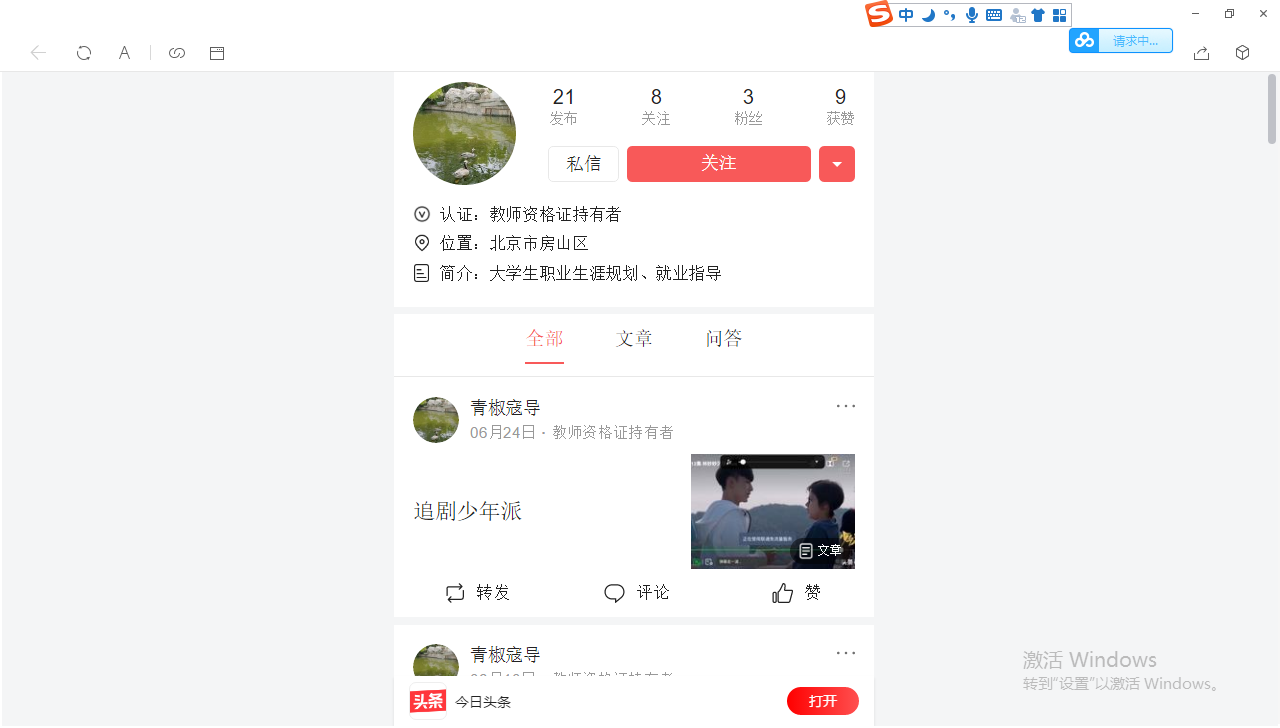 中
请求中...
21 8 3 9
发布 关注 粉丝 获赞
私信 关注
认证：教师资格证持有者
位置：北京市房山区
简介：大学生职业生涯规划、就业指导
全部 文章 问答
青椒寇导
06月24日 · 教师资格证持有者
追剧少年派
文章
转发 评论 赞
青椒寇导
激活 Windows
转到"设置"以激活 Windows。
头条 今日头条 打开